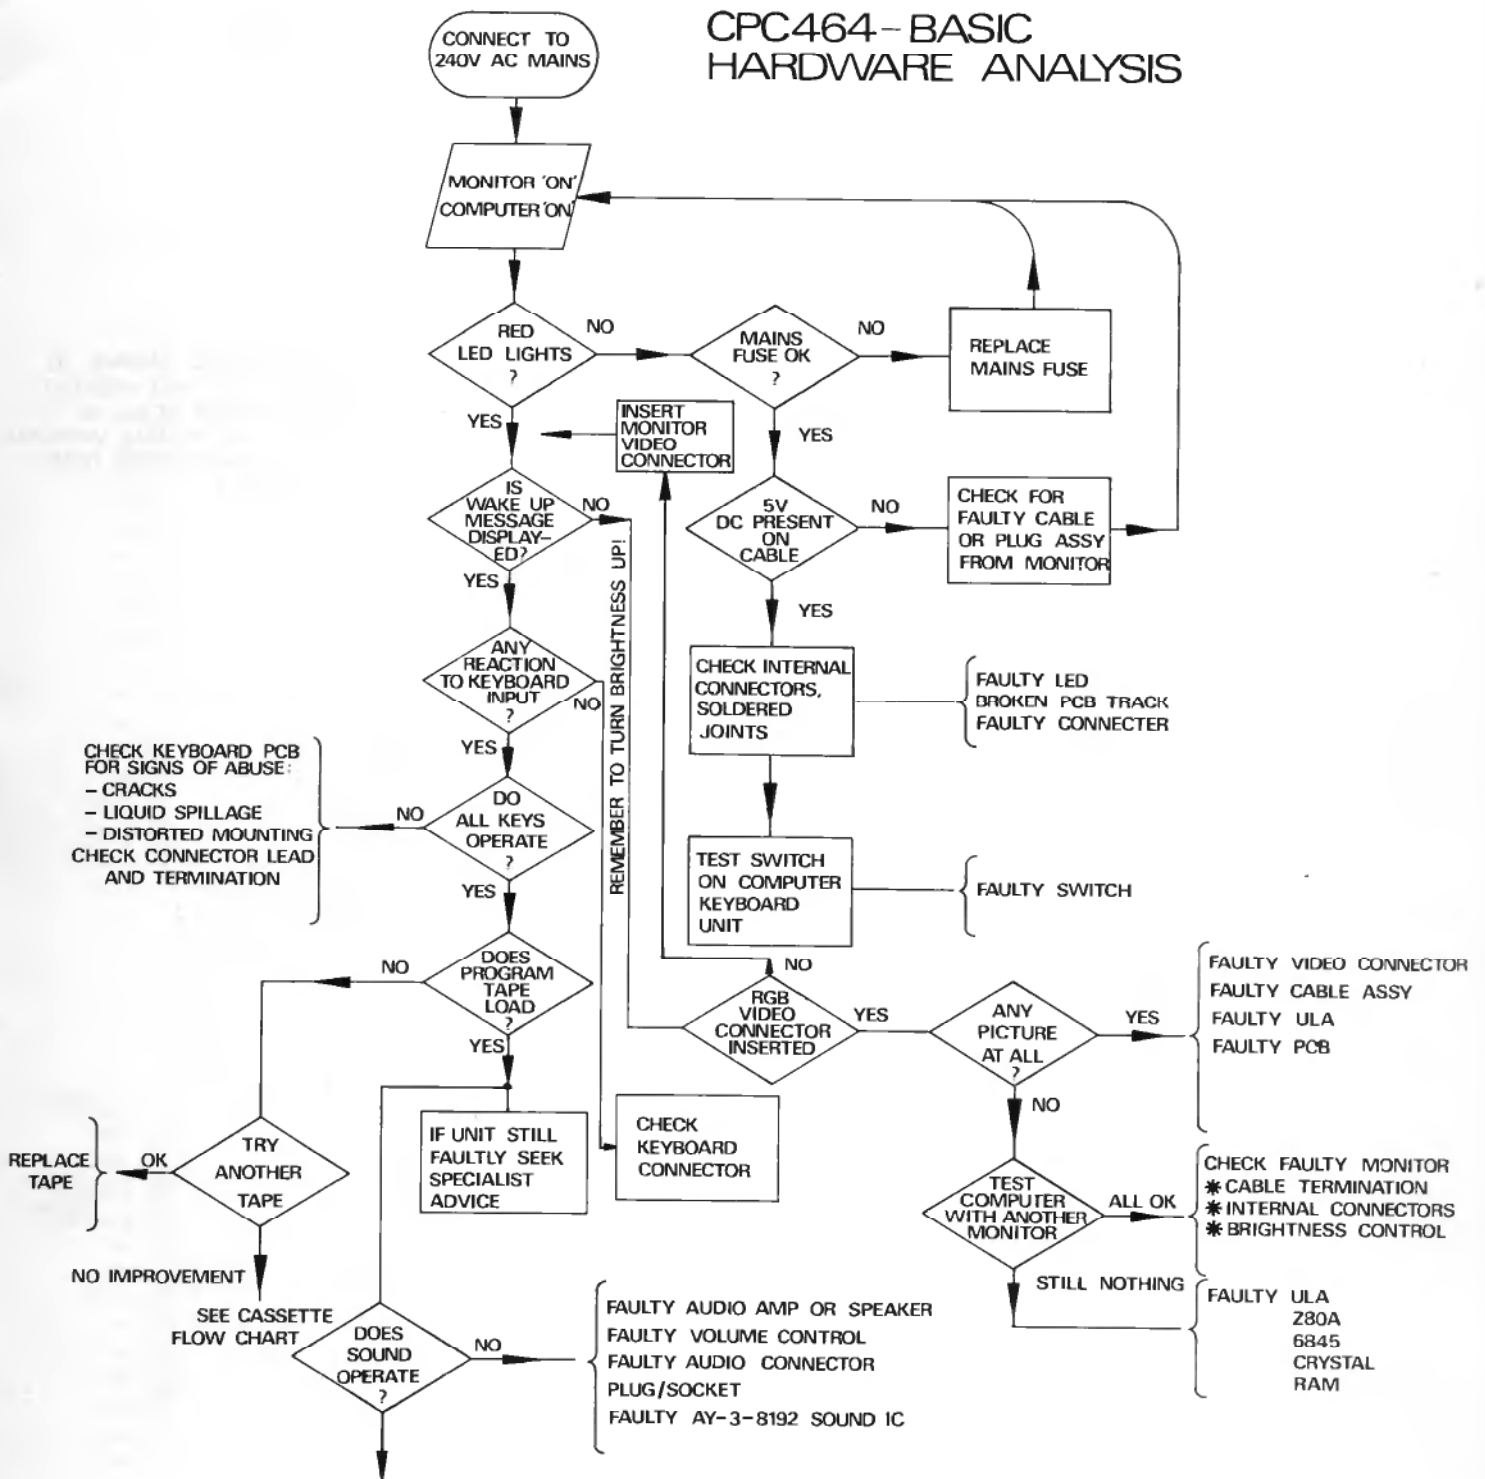 CPC464-BASIC
HARDWARE ANALYSIS
CONNECT TO
240V AC MAINS
MONITOR 'ON'
COMPUTER 'ON'
RED
LED LIGHTS
?
NO
YES
MAINS
FUSE OK
?
NO
YES
REPLACE
MAINS FUSE
INSERT
MONITOR
VIDEO
CONNECTOR
IS
WAKE UP
MESSAGE
DISPLAY-
ED?
NO
YES
5V
DC PRESENT
ON
CABLE
NO
YES
CHECK FOR
FAULTY CABLE
OR PLUG ASSY
FROM MONITOR
REMEMBER TO TURN BRIGHTNESS UP!
ANY
REACTION
TO KEYBOARD
INPUT
?
NO
YES
CHECK INTERNAL
CONNECTORS,
SOLDERED
JOINTS
FAULTY LED
BROKEN PCB TRACK
FAULTY CONNECTER
CHECK KEYBOARD PCB
FOR SIGNS OF ABUSE:
- CRACKS
- LIQUID SPILLAGE
- DISTORTED MOUNTING
CHECK CONNECTOR LEAD
AND TERMINATION
NO
DO
ALL KEYS
OPERATE
?
YES
TEST SWITCH
ON COMPUTER
KEYBOARD
UNIT
FAULTY SWITCH
NO
DOES
PROGRAM
TAPE
LOAD
?
YES
NO
RGB
VIDEO
CONNECTOR
INSERTED
YES
ANY
PICTURE
AT ALL
?
YES
NO
FAULTY VIDEO CONNECTOR
FAULTY CABLE ASSY
FAULTY ULA
FAULTY PCB
REPLACE
TAPE
OK
TRY
ANOTHER
TAPE
IF UNIT STILL
FAULTLY SEEK
SPECIALIST
ADVICE
CHECK
KEYBOARD
CONNECTOR
TEST
COMPUTER
WITH ANOTHER
MONITOR
ALL OK
CHECK FAULTY MONITOR
* CABLE TERMINATION
* INTERNAL CONNECTORS
* BRIGHTNESS CONTROL
NO IMPROVEMENT
SEE CASSETTE
FLOW CHART
STILL NOTHING
FAULTY ULA
Z80A
6845
CRYSTAL
RAM
DOES
SOUND
OPERATE
?
NO
FAULTY AUDIO AMP OR SPEAKER
FAULTY VOLUME CONTROL
FAULTY AUDIO CONNECTOR
PLUG/SOCKET
FAULTY AY-3-8192 SOUND IC